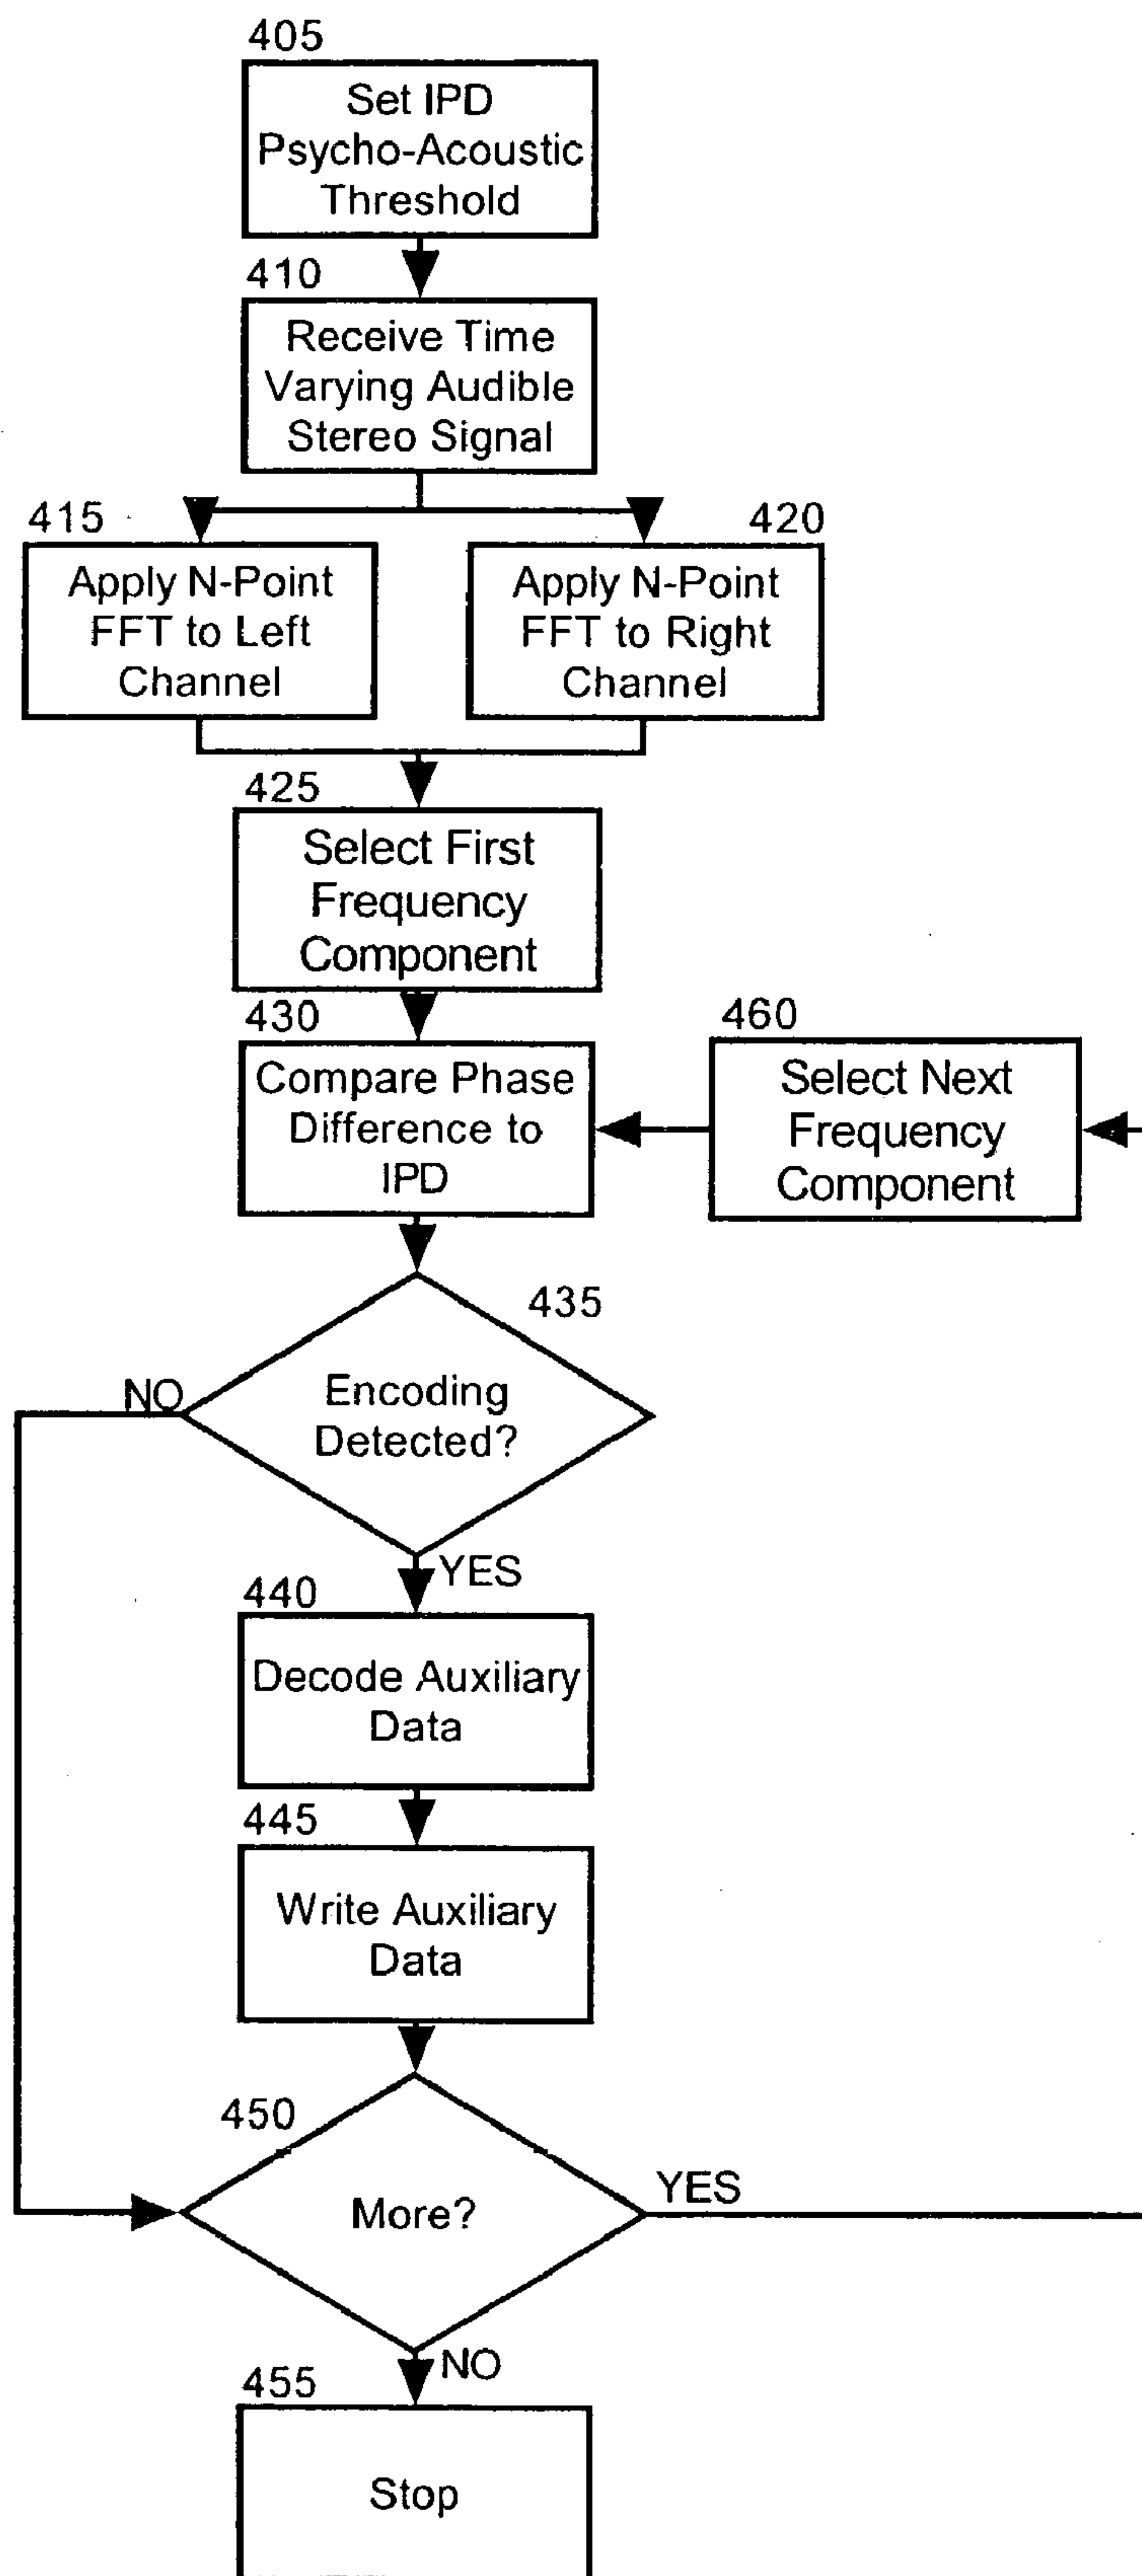 405
Set IPD
Psycho-Acoustic
Threshold
410
Receive Time
Varying Audible
Stereo Signal
415
Apply N-Point
FFT to Left
Channel
420
Apply N-Point
FFT to Right
Channel
425
Select First
Frequency
Component
430
Compare Phase
Difference to
IPD
460
Select Next
Frequency
Component
435
Encoding
Detected?
NO
YES
440
Decode Auxiliary
Data
445
Write Auxiliary
Data
450
More?
YES
NO
455
Stop